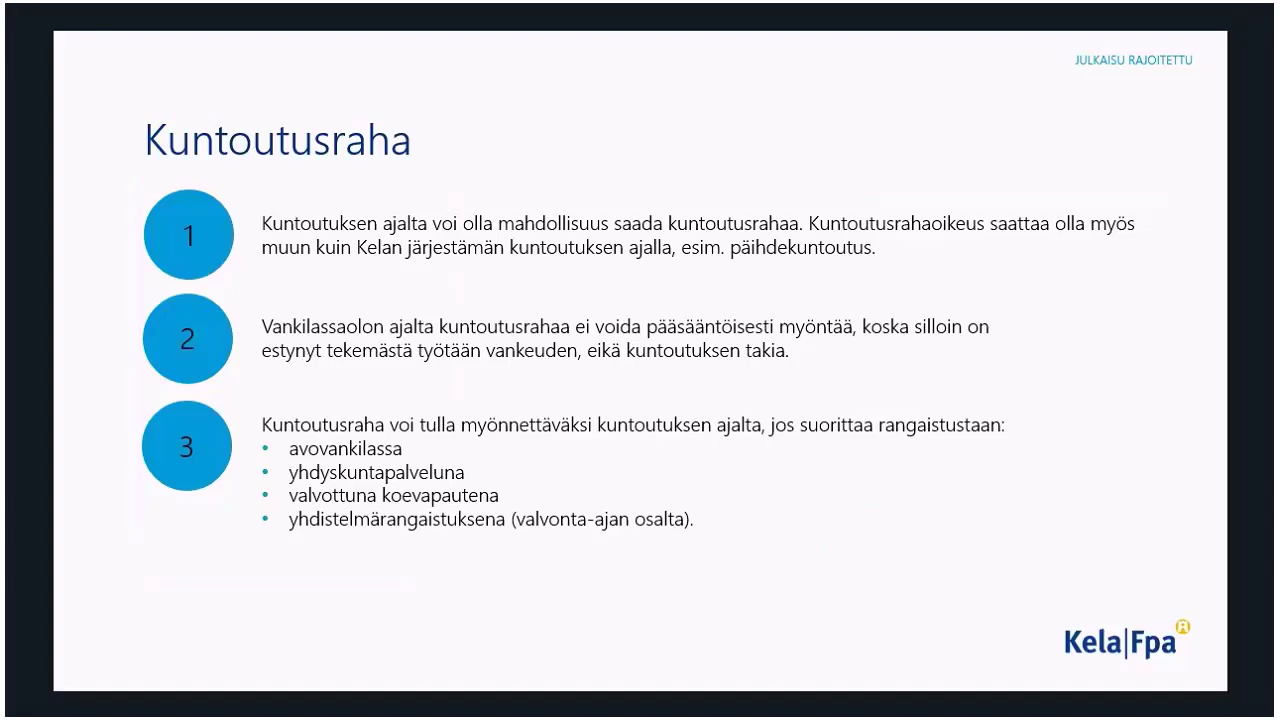 JULKAISU RAJOITETTU
Kuntoutusraha
1
Kuntoutuksen ajalta voi olla mahdollisuus saada kuntoutusrahaa. Kuntoutusrahaoikeus saattaa olla myös
muun kuin Kelan järjestämän kuntoutuksen ajalla, esim. päihdekuntoutus.
2
Vankilassaolon ajalta kuntoutusrahaa ei voida pääsääntöisesti myöntää, koska silloin on
estynyt tekemästä työtään vankeuden, eikä kuntoutuksen takia.
3
Kuntoutusraha voi tulla myönnettäväksi kuntoutuksen ajalta, jos suorittaa rangaistustaan:
• avovankilassa
• yhdyskuntapalveluna
• valvottuna koevapautena
• yhdistelmärangaistuksena (valvonta-ajan osalta).
Kela|Fpa